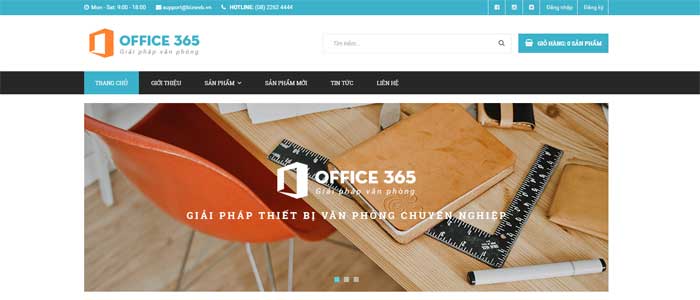 Mon - Sat: 9:00 - 18:00 support@bizweb.vn HOTLINE: (08) 2262 4444 Đăng nhập Đăng ký
OFFICE 365
Giải pháp văn phòng
Tìm kiếm... GIỎ HÀNG: 0 SẢN PHẨM
TRANG CHỦ GIỚI THIỆU SẢN PHẨM SẢN PHẨM MỚI TIN TỨC LIÊN HỆ
OFFICE 365
Giải pháp văn phòng
GIẢI PHÁP THIẾT BỊ VĂN PHÒNG CHUYÊN NGHIỆP